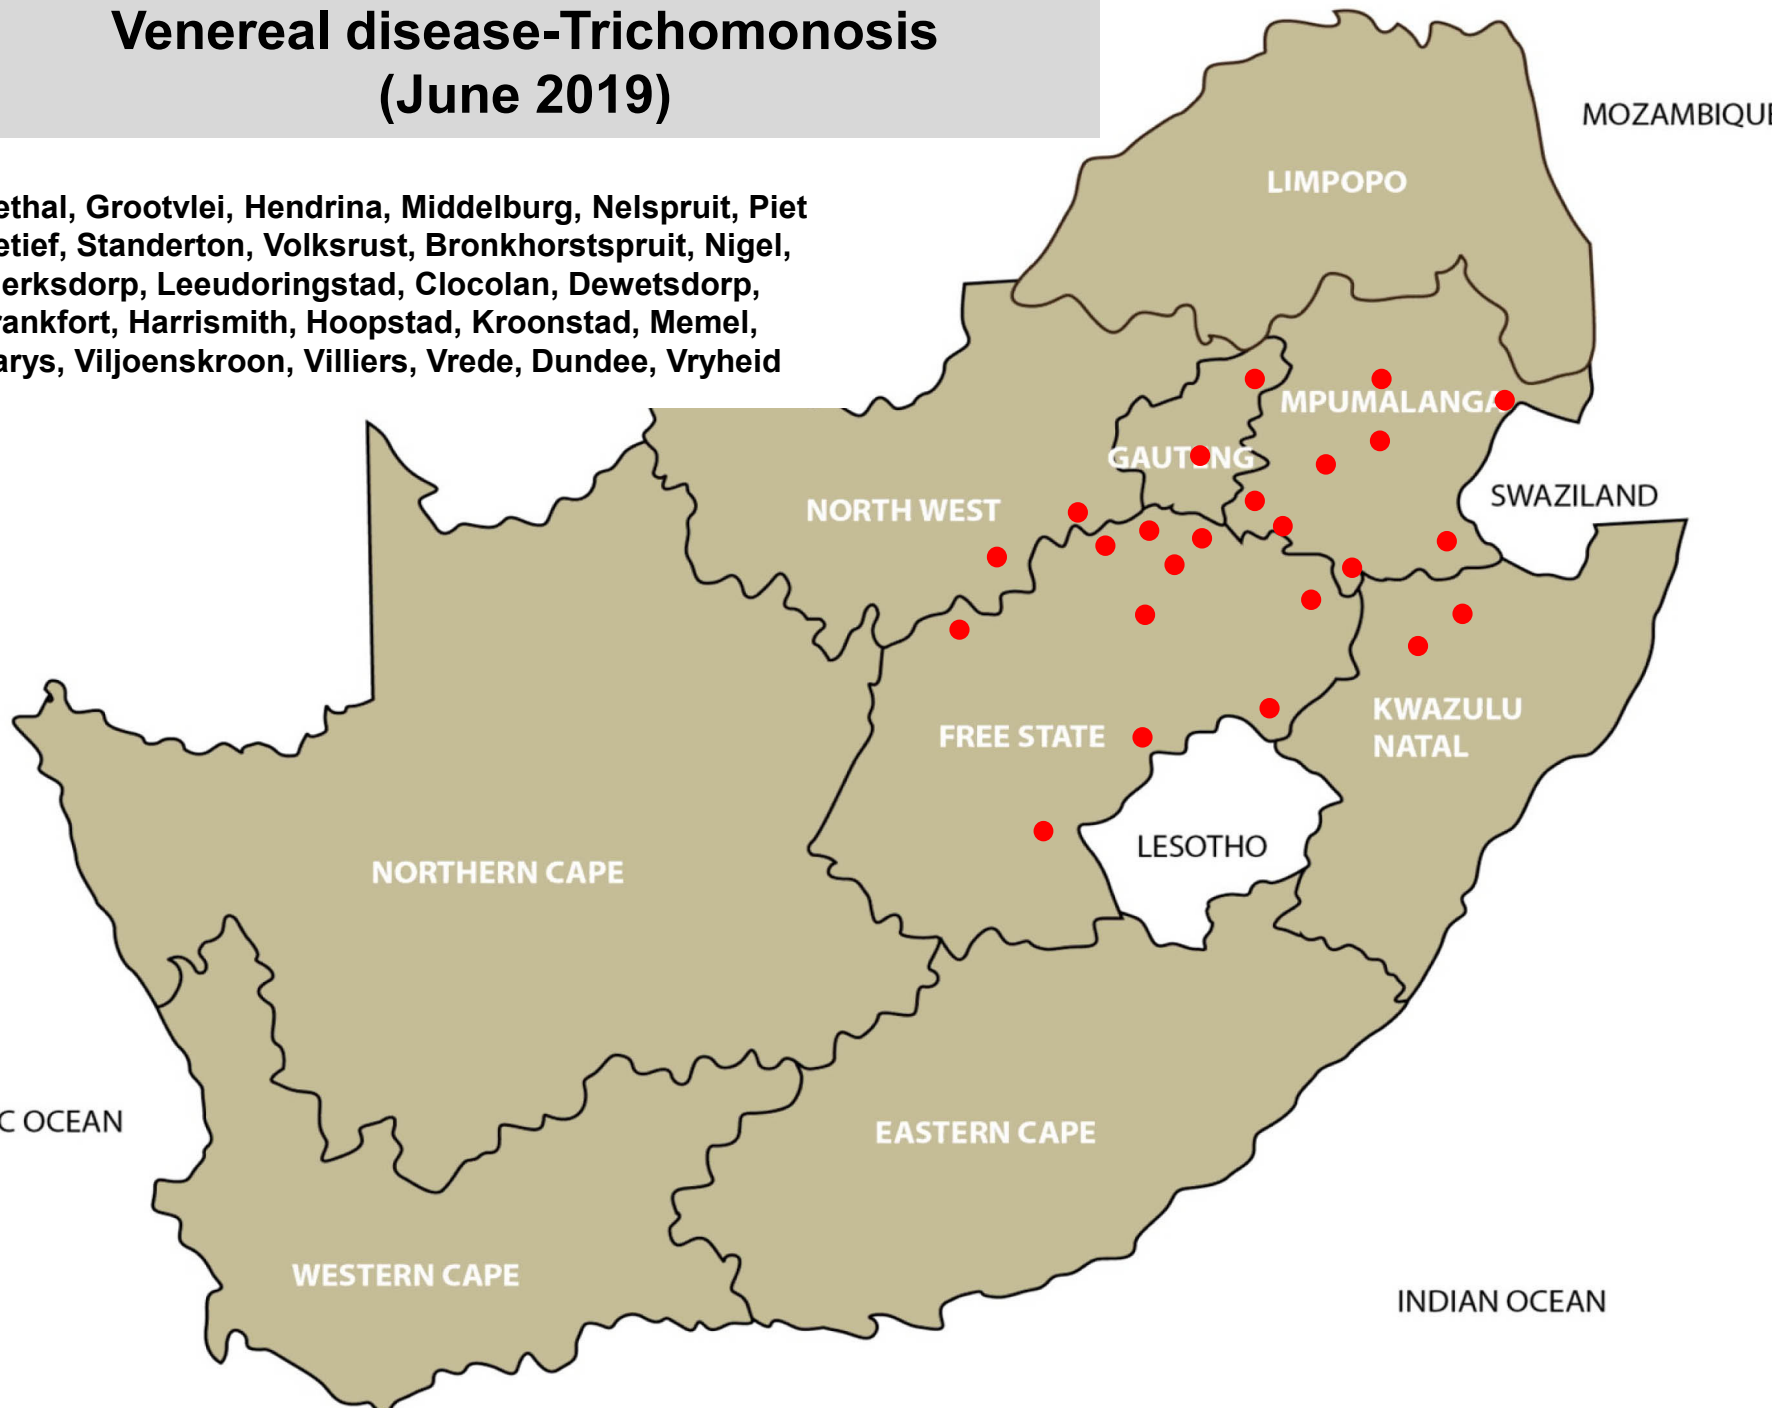 Venereal disease-Trichomonosis
(June 2019)
ethal, Grootvlei, Hendrina, Middelburg, Nelspruit, Piet
etief, Standerton, Volksrust, Bronkhorstspruit, Nigel,
erksdorp, Leeudoringstad, Clocolan, Dewetsdorp,
rankfort, Harrismith, Hoopstad, Kroonstad, Memel,
arys, Viljoenskroon, Villiers, Vrede, Dundee, Vryheid
MOZAMBIQUE
LIMPOPO
MPUMALANGA
GAUTENG
SWAZILAND
NORTH WEST
KWAZULU
NATAL
FREE STATE
LESOTHO
NORTHERN CAPE
C OCEAN
EASTERN CAPE
WESTERN CAPE
INDIAN OCEAN